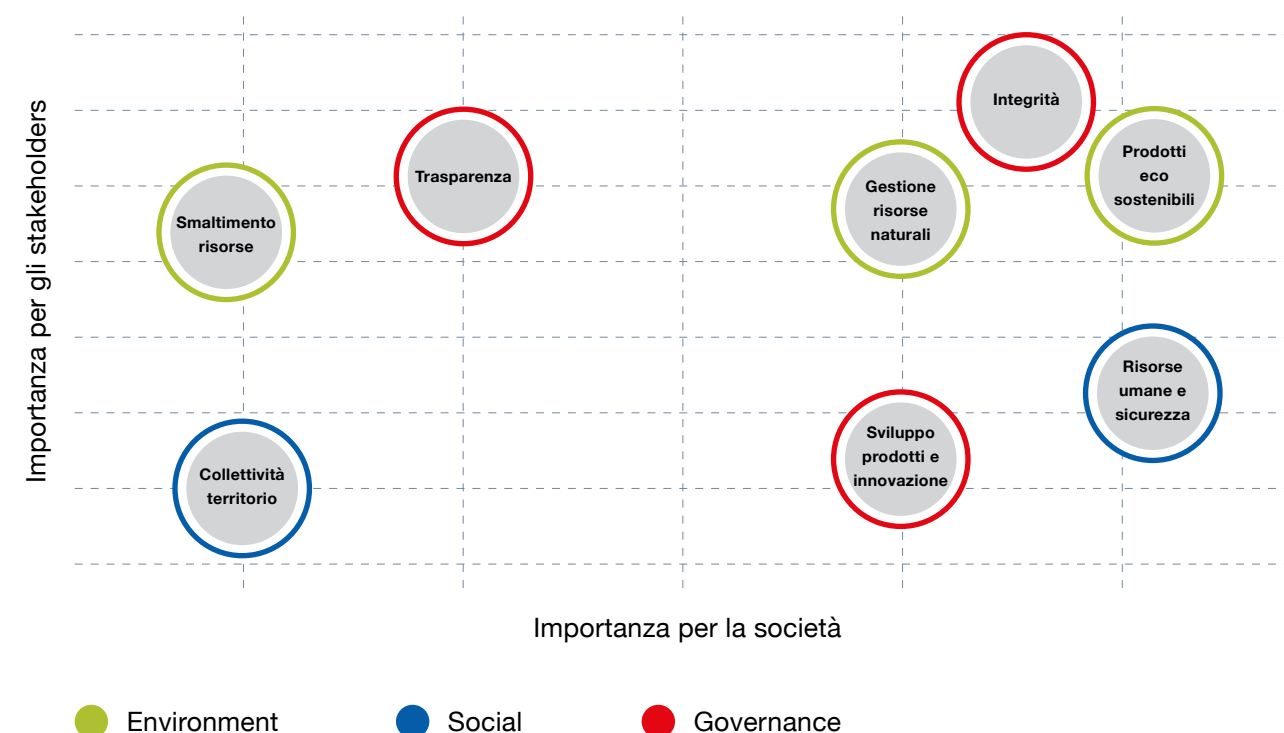 Importanza per gli stakeholders
Integrità
Prodotti
eco
sostenibili
Trasparenza
Gestione
risorse
naturali
Smaltimento
risorse
Risorse
umane e
sicurezza
Sviluppo
prodotti e
innovazione
Collettività
territorio
Importanza per la società
Environment
Social
Governance